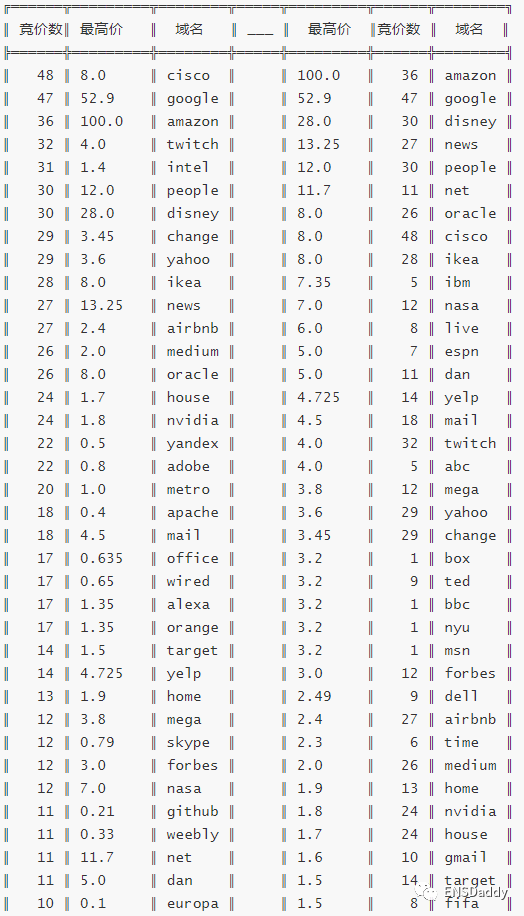 竞价数 最高价 域名 ___ 最高价 竞价数 域名
48 8.0 cisco 100.0 36 amazon
47 52.9 google 52.9 47 google
36 100.0 amazon 28.0 30 disney
32 4.0 twitch 13.25 27 news
31 1.4 intel 12.0 30 people
30 12.0 people 11.7 11 net
30 28.0 disney 8.0 26 oracle
29 3.45 change 8.0 48 cisco
29 3.6 yahoo 8.0 28 ikea
28 8.0 ikea 7.35 5 ibm
27 13.25 news 7.0 12 nasa
27 2.4 airbnb 6.0 8 live
26 2.0 medium 5.0 7 espn
26 8.0 oracle 5.0 11 dan
24 1.7 house 4.725 14 yelp
24 1.8 nvidia 4.5 18 mail
22 0.5 yandex 4.0 32 twitch
22 0.8 adobe 4.0 5 abc
20 1.0 metro 3.8 12 mega
18 0.4 apache 3.6 29 yahoo
18 4.5 mail 3.45 29 change
17 0.635 office 3.2 1 box
17 0.65 wired 3.2 9 ted
17 1.35 alexa 3.2 1 bbc
17 1.35 orange 3.2 1 nyu
14 1.5 target 3.2 1 msn
14 4.725 yelp 3.0 12 forbes
13 1.9 home 2.49 9 dell
12 3.8 mega 2.4 27 airbnb
12 0.79 skype 2.3 6 time
12 3.0 forbes 2.0 26 medium
12 7.0 nasa 1.9 13 home
11 0.21 github 1.8 24 nvidia
11 0.33 weebly 1.7 24 house
11 11.7 net 1.6 10 gmail
11 5.0 dan 1.5 14 target
10 0.1 europa 1.5 8 fifa
ENSDaddy